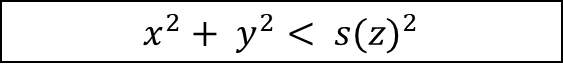 x² + y² < s(z)²